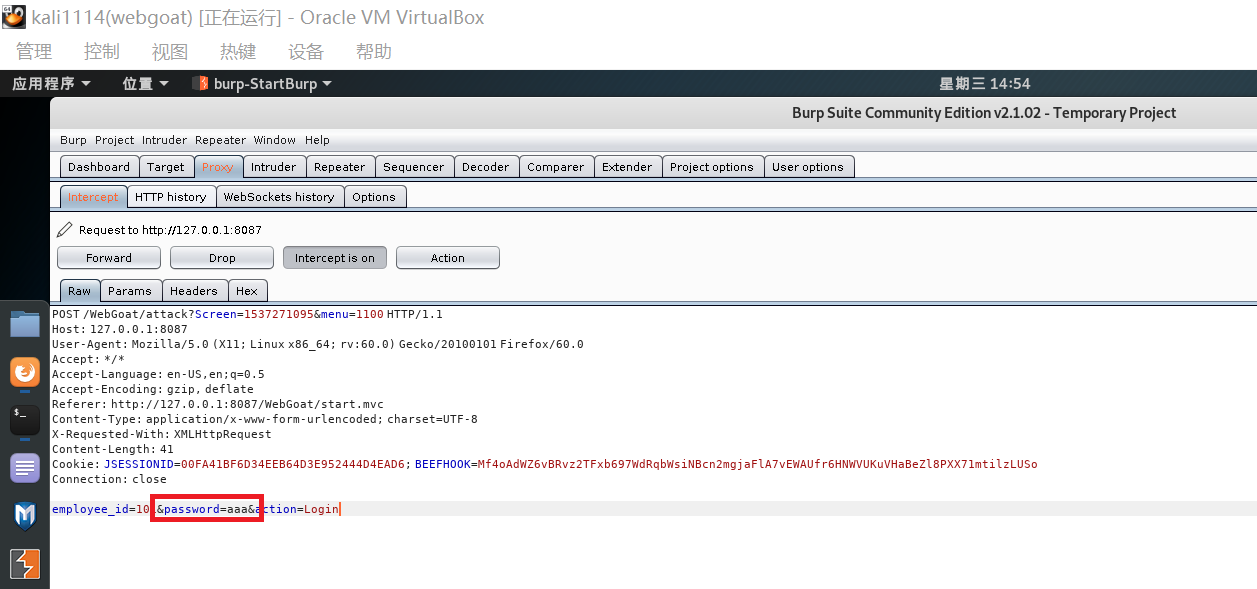 kali1114(webgoat) [正在运行] - Oracle VM VirtualBox
管理 控制 视图 热键 设备 帮助
应用程序 位置 burp-StartBurp 星期三 14:54
Burp Suite Community Edition v2.1.02 - Temporary Project
Burp Project Intruder Repeater Window Help
Dashboard Target Proxy Intruder Repeater Sequencer Decoder Comparer Extender Project options User options
Intercept HTTP history WebSockets history Options
Request to http://127.0.0.1:8087
Forward Drop Intercept is on Action
Raw Params Headers Hex
POST /WebGoat/attack?Screen=1537271095&menu=1100 HTTP/1.1
Host: 127.0.0.1:8087
User-Agent: Mozilla/5.0 (X11; Linux x86_64; rv:60.0) Gecko/20100101 Firefox/60.0
Accept: */*
Accept-Language: en-US,en;q=0.5
Accept-Encoding: gzip, deflate
Referer: http://127.0.0.1:8087/WebGoat/start.mvc
Content-Type: application/x-www-form-urlencoded; charset=UTF-8
X-Requested-With: XMLHttpRequest
Content-Length: 41
Cookie: JSESSIONID=00FA41BF6D34EEB64D3E952444D4EAD6; BEEFHOOK=Mf4oAdWZ6vBRvz2TFxb697WdRqbWsiNBcn2mgjaFlA7vEWAUfr6HNWVUKuVHaBeZl8PXX71mtilzLUSo
Connection: close
employee_id=101&password=aaa&action=Login